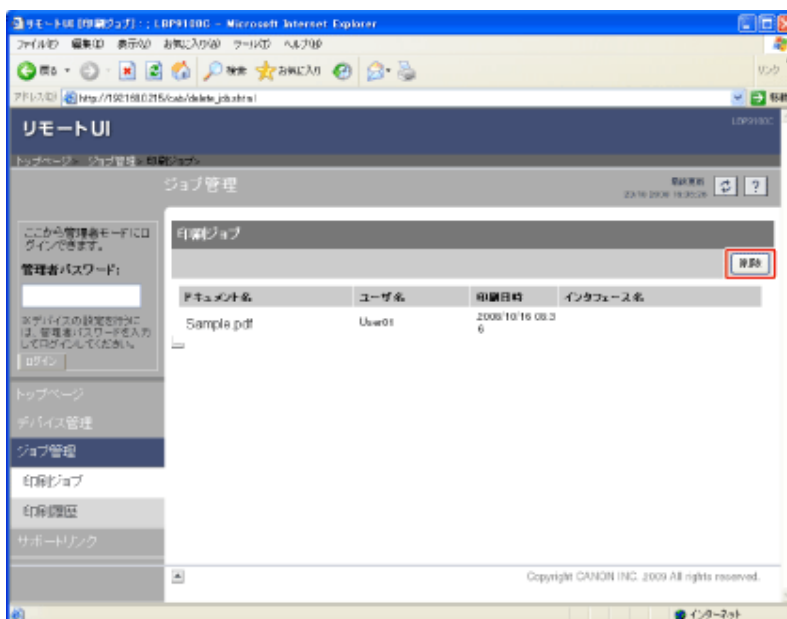 リモートUI [印刷ジョブ] : ; LBP9100C - Microsoft Internet Explorer
ファイル(F) 編集(E) 表示(V) お気に入り(A) ツール(T) ヘルプ(H)
戻る 検索 お気に入り リンク
アドレス(D) 移動
リモートUI LBP9100C
トップページ> ジョブ管理> 印刷ジョブ>
ジョブ管理 最終更新
ここから管理者モードにロ
グインできます。
管理者パスワード:
※デバイスの設定を行うに
は、管理者パスワードを入力
してログインしてください。
ログイン
トップページ
デバイス管理
ジョブ管理
印刷ジョブ
印刷履歴
サポートリンク
印刷ジョブ
削除
ドキュメント名 ユーザ名 印刷日時 インタフェース名
Sample.pdf User01 2008/10/16 08:3
6
Copyright CANON INC. 2009 All rights reserved.
インターネット